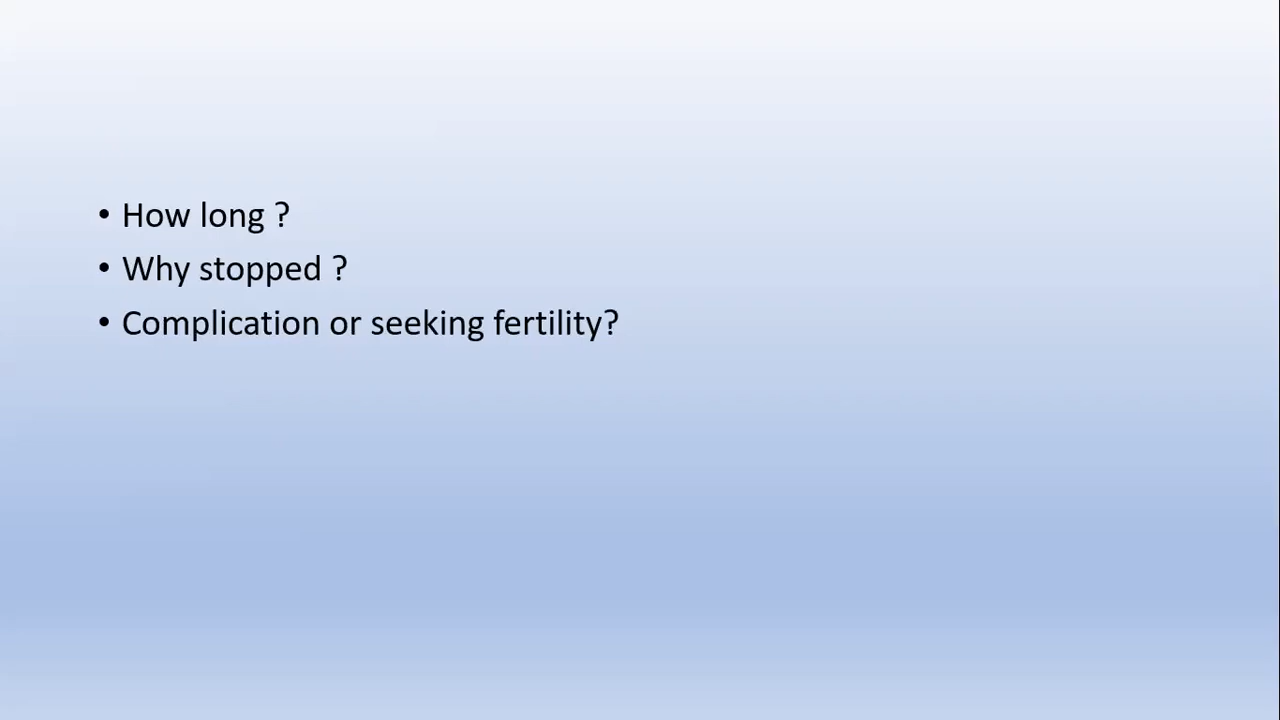 • How long ?
• Why stopped ?
• Complication or seeking fertility?